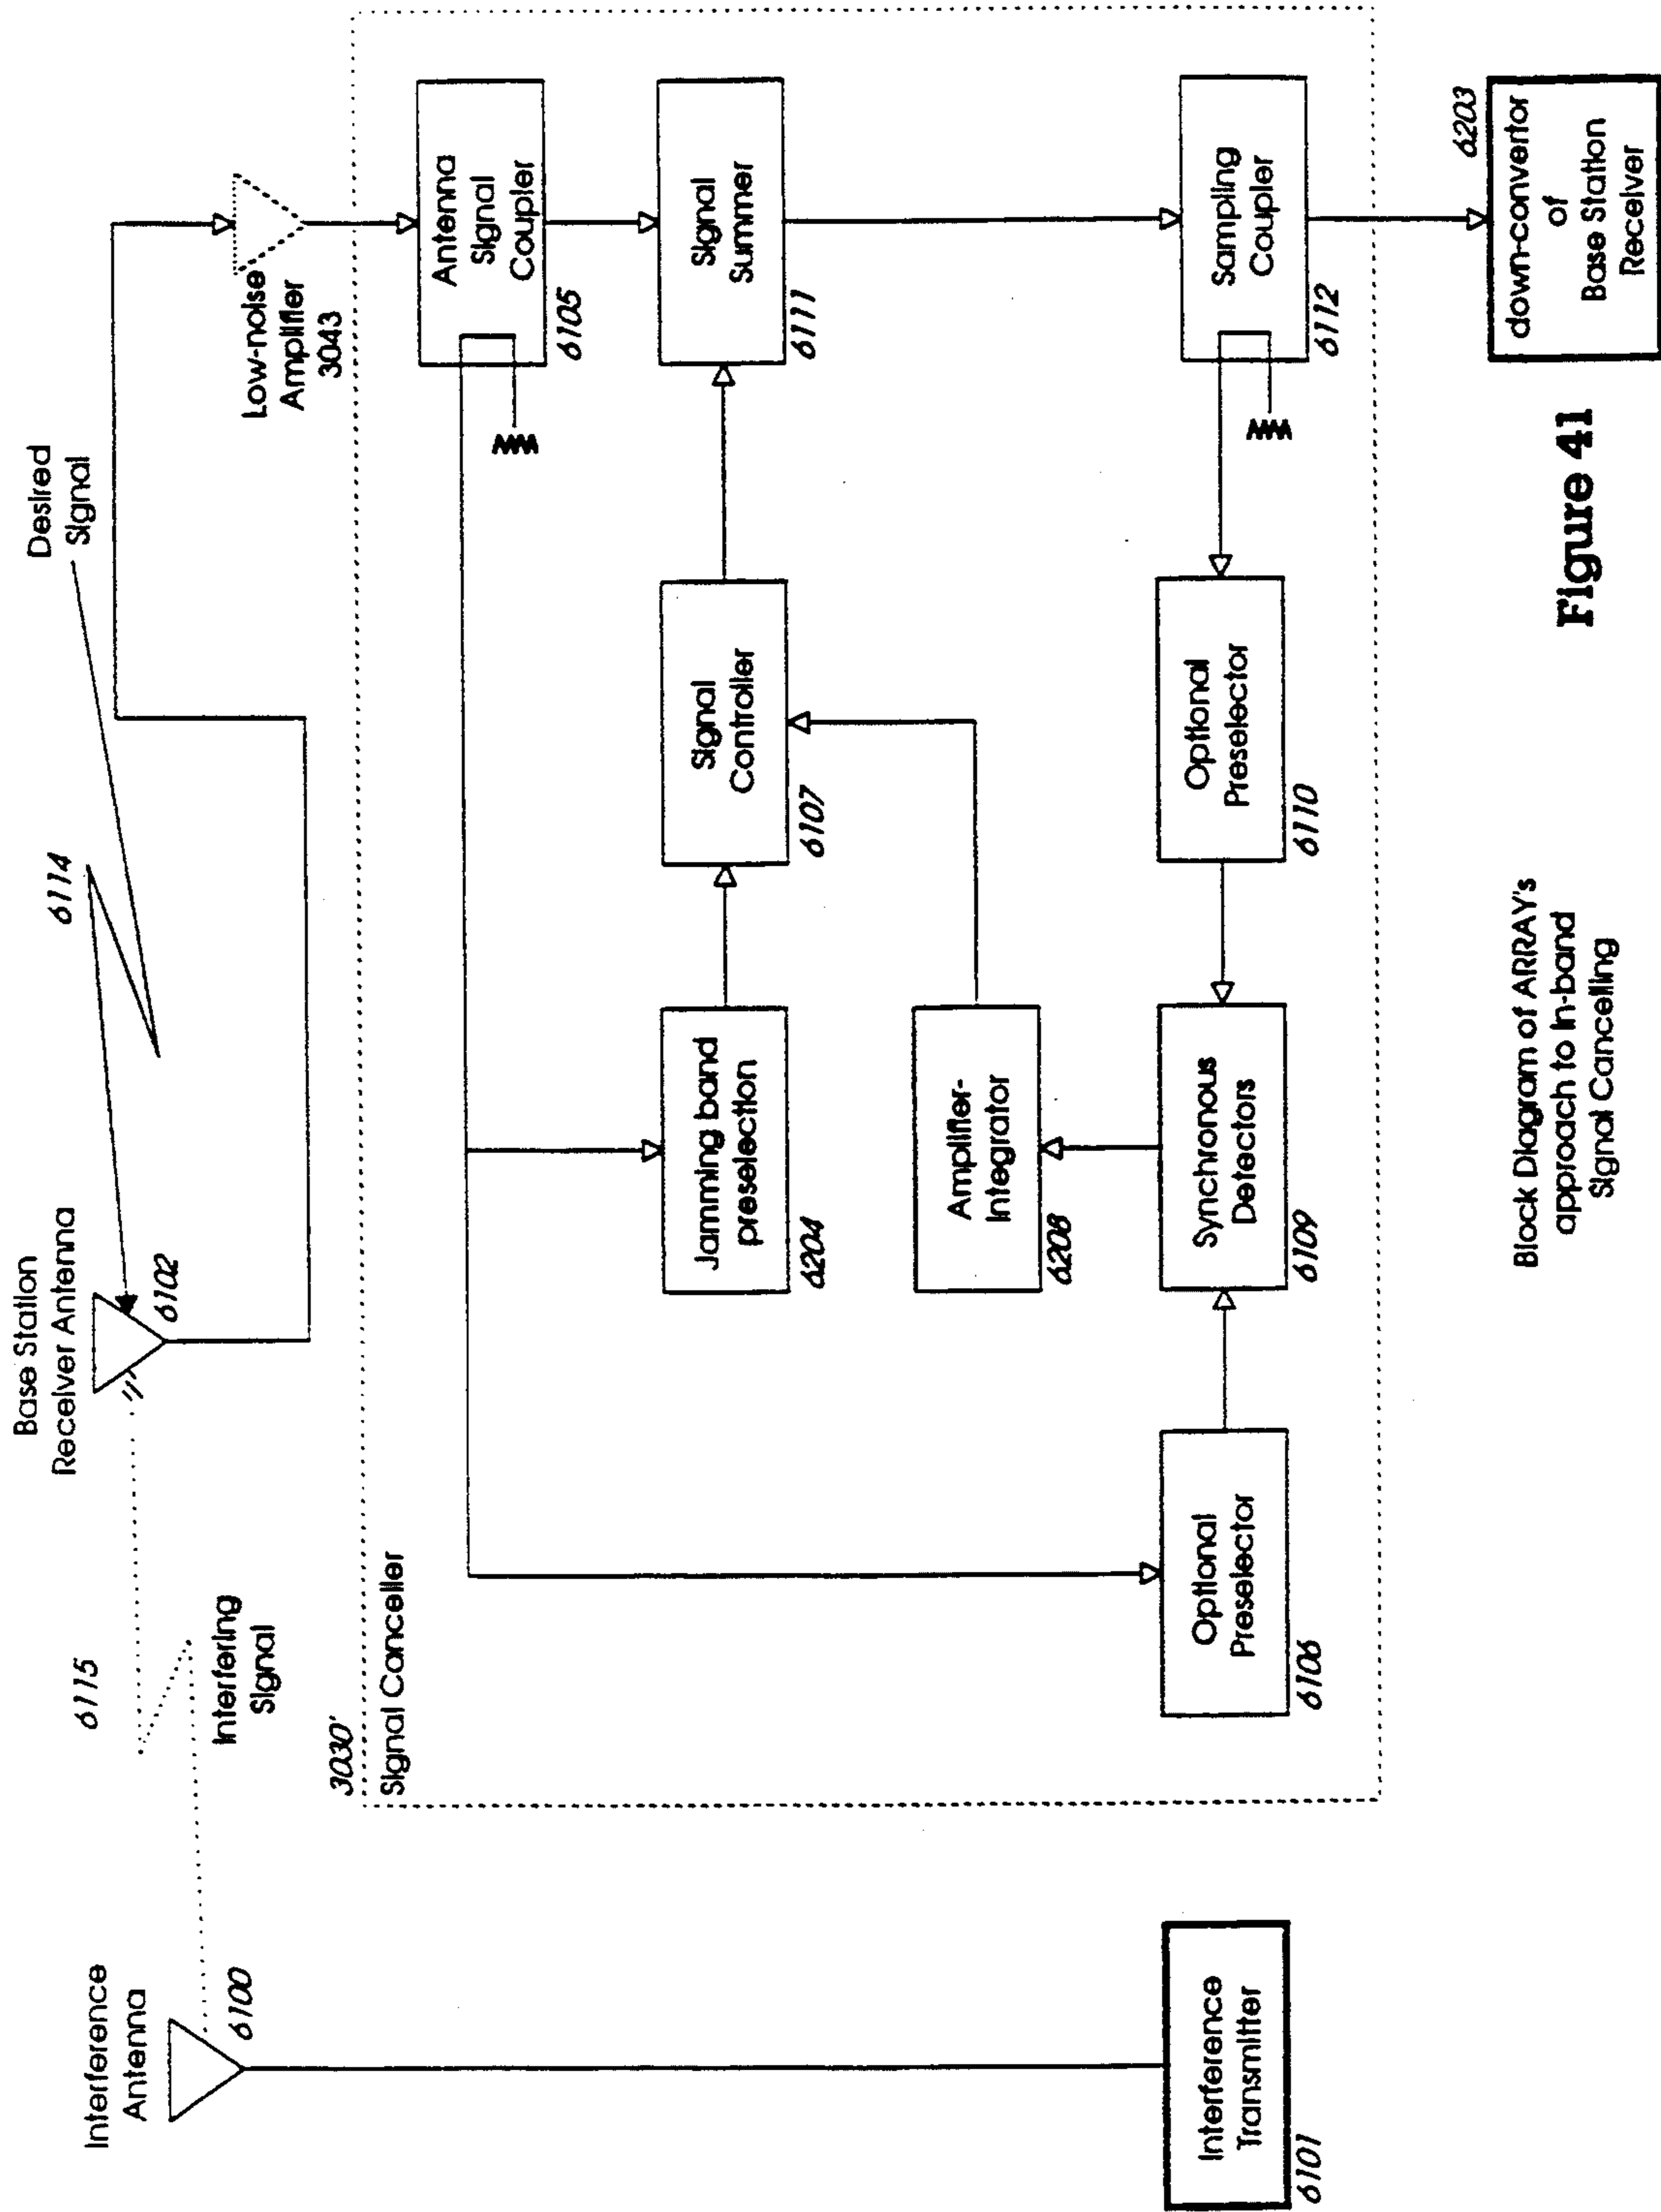 Interference
Antenna
6100
6115
Interfering
Signal
Base Station
Receiver Antenna
6102
6114
Desired
Signal
Low-noise
Amplifier
3043
3030'
Signal Canceller
Antenna
Signal
Coupler
6105
Jamming band
preselection
6204
Signal
Controller
6107
Signal
Summer
6111
Amplifier-
Integrator
6208
Interference
Transmitter
6101
Optional
Preselector
6106
Synchronous
Detectors
6109
Optional
Preselector
6110
Sampling
Coupler
6112
6203
down-convertor
of
Base Station
Receiver
Block Diagram of ARRAY's
approach to In-band
Signal Cancelling
Figure 41